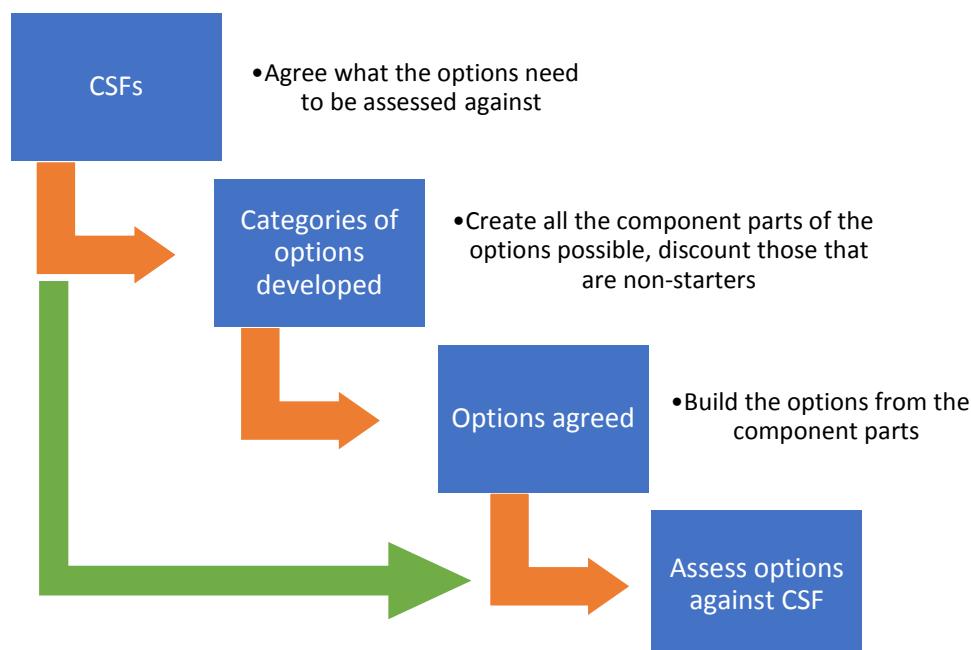 CSFs
•Agree what the options need
to be assessed against
Categories of
options
developed
•Create all the component parts of the
options possible, discount those that
are non-starters
Options agreed
•Build the options from the
component parts
Assess options
against CSF